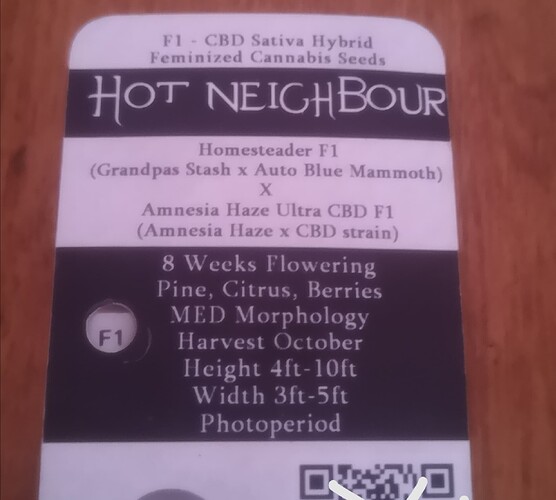 F1 - CBD Sativa Hybrid
Feminized Cannabis Seeds
HOT NEIGHBOUR
Homesteader F1
(Grandpas Stash x Auto Blue Mammoth)
X
Amnesia Haze Ultra CBD F1
(Amnesia Haze x CBD strain)
8 Weeks Flowering
Pine, Citrus, Berries
MED Morphology
F1
Harvest October
Height 4ft-10ft
Width 3ft-5ft
Photoperiod